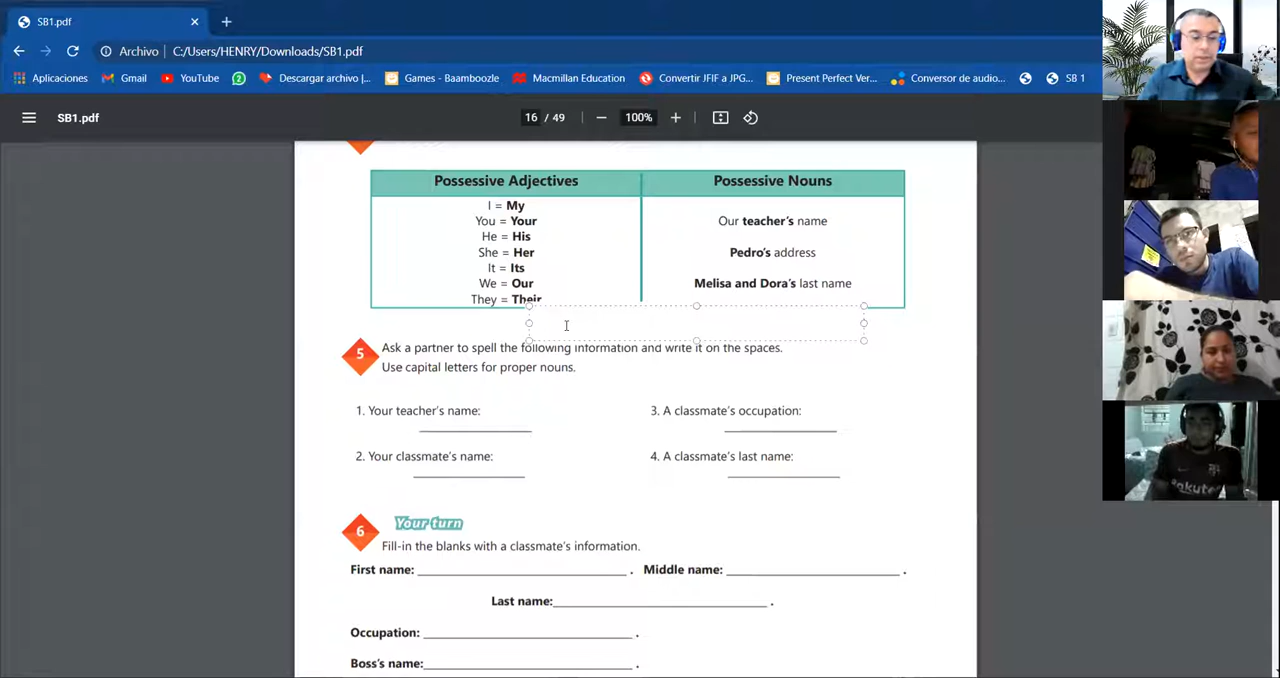 SB1.pdf
Archivo C:/Users/HENRY/Downloads/SB1.pdf
Aplicaciones Gmail YouTube 2 Descargar archivo |... Games - Baamboozle Macmillan Education Convertir JFIF a JPG... Present Perfect Ver... Conversor de audio... SB 1
SB1.pdf 16 / 49 100%
Possessive Adjectives Possessive Nouns
I = My
You = Your Our teacher's name
He = His
She = Her Pedro's address
It = Its
We = Our Melisa and Dora's last name
They = Their
5 Ask a partner to spell the following information and write it on the spaces.
Use capital letters for proper nouns.
1. Your teacher's name: 3. A classmate's occupation:
2. Your classmate's name: 4. A classmate's last name:
6 Your turn
Fill-in the blanks with a classmate's information.
First name: . Middle name: .
Last name: .
Occupation: .
Boss's name: .